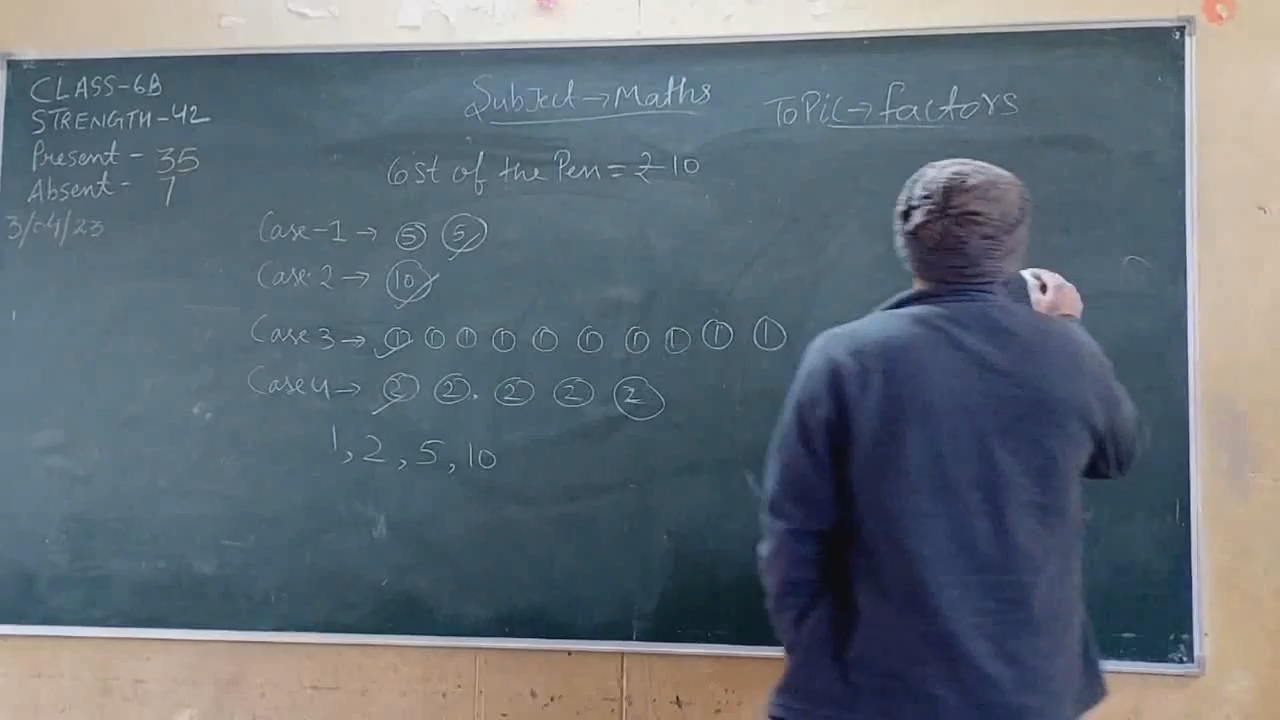 CLASS-6B
STRENGTH-42
Present - 35
Absent - 7
3/04/23
Subject → Maths
Topic → factors
Cost of the Pen = ₹ 10
Case-1 → 5 5
Case 2 → 10
Case 3 → 1 1 1 1 1 1 1 1 1 1
Case 4 → 2 2 2 2 2
1, 2, 5, 10